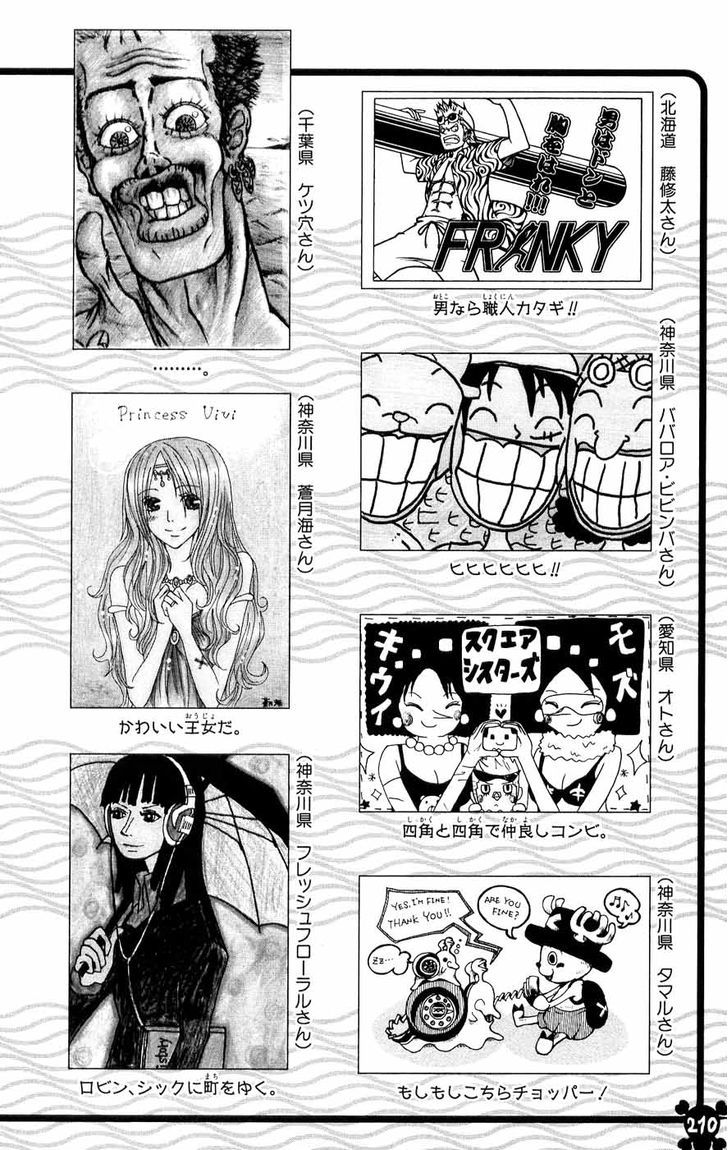 (北海道　藤修太さん)
男はドンと
胸をはれ!!!
FRANKY
男なら職人カタギ!!
(千葉県　ケツ穴さん)
………。
(神奈川県　ババロア・ビビンバさん)
ヒヒヒヒヒヒ!!
(神奈川県　蒼月海さん)
Princess Vivi
かわいい王女だ。
(愛知県　オトさん)
モズ
スクエア
シスターズ
キウイ
四角と四角で仲良しコンビ。
(神奈川県　フレッシュフローラルさん)
ロビン、シックに町をゆく。
(神奈川県　タマルさん)
ARE YOU
FINE?
YES, I'M FINE!
THANK YOU!!
ZZ...
もしもしこちらチョッパー!
210